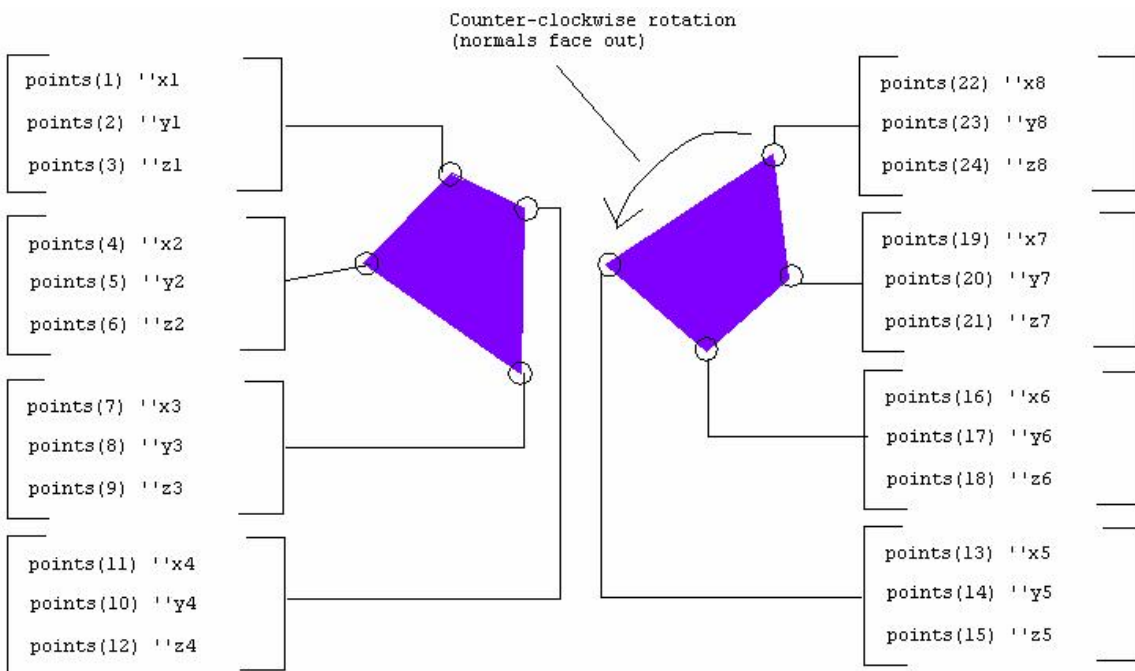 Counter-clockwise rotation
(normals face out)
points(1) ''x1
points(2) ''y1
points(3) ''z1
points(4) ''x2
points(5) ''y2
points(6) ''z2
points(7) ''x3
points(8) ''y3
points(9) ''z3
points(11) ''x4
points(10) ''y4
points(12) ''z4
points(22) ''x8
points(23) ''y8
points(24) ''z8
points(19) ''x7
points(20) ''y7
points(21) ''z7
points(16) ''x6
points(17) ''y6
points(18) ''z6
points(13) ''x5
points(14) ''y5
points(15) ''z5